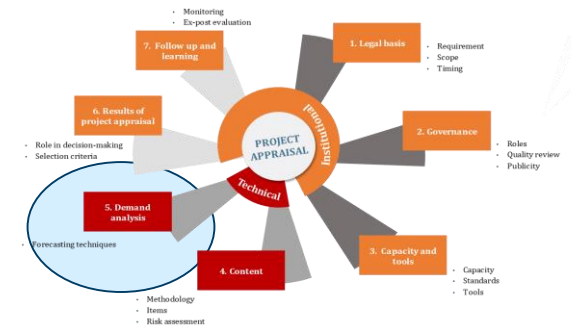 · Monitoring
· Ex-post evaluation
7. Follow up and
learning
1. Legal basis
· Requirement
· Scope
· Timing
6. Results of
project appraisal
· Role in decision-making
· Selection criteria
Institutional
PROJECT
APPRAISAL
Technical
2. Governance
· Roles
· Quality review
· Publicity
5. Demand
analysis
· Forecasting techniques
3. Capacity and
tools
· Capacity
· Standards
· Tools
4. Content
· Methodology
· Items
· Risk assessment